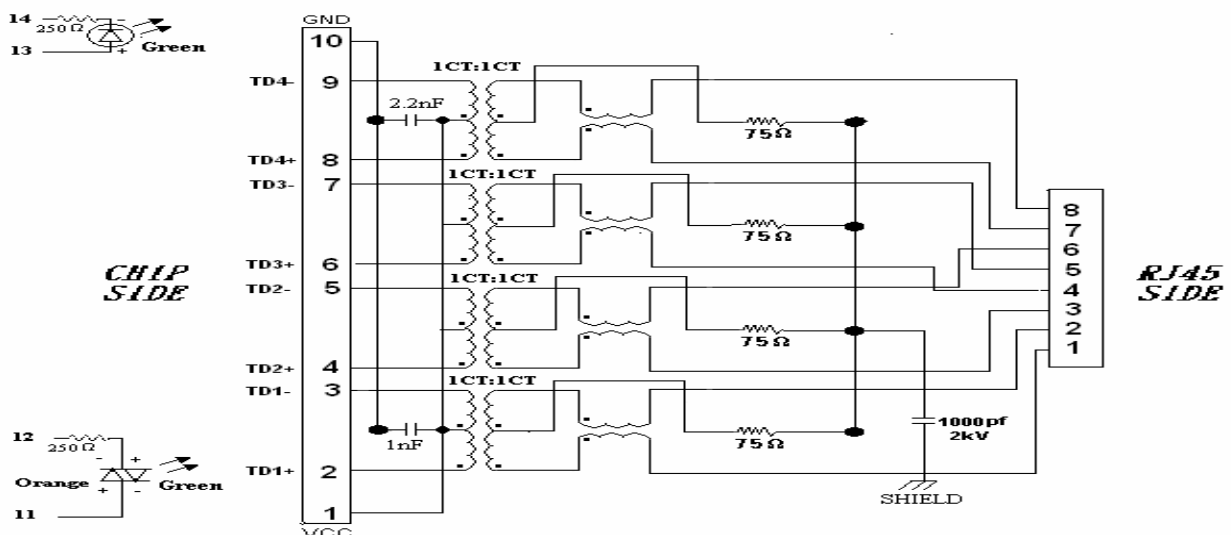 14
250Ω
13
+
Green
GND
10
TD4-
9
1CT:1CT
2.2nF
75Ω
TD4+
8
TD3-
7
1CT:1CT
75Ω
TD3+
6
TD2-
5
1CT:1CT
75Ω
TD2+
4
TD1-
3
1CT:1CT
1nF
75Ω
TD1+
2
1
VCC
CHIP
SIDE
8
7
6
5
4
3
2
1
RJ45
SIDE
1000pf
2kV
SHIELD
12
250Ω
- +
Orange + - Green
11